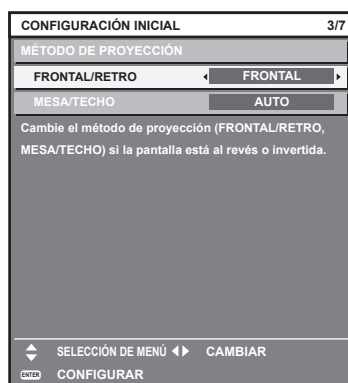 CONFIGURACIÓN INICIAL 3/7
MÉTODO DE PROYECCIÓN
FRONTAL/RETRO FRONTAL
MESA/TECHO AUTO
Cambie el método de proyección (FRONTAL/RETRO,
MESA/TECHO) si la pantalla está al revés o invertida.
SELECCIÓN DE MENÚ CAMBIAR
ENTER CONFIGURAR